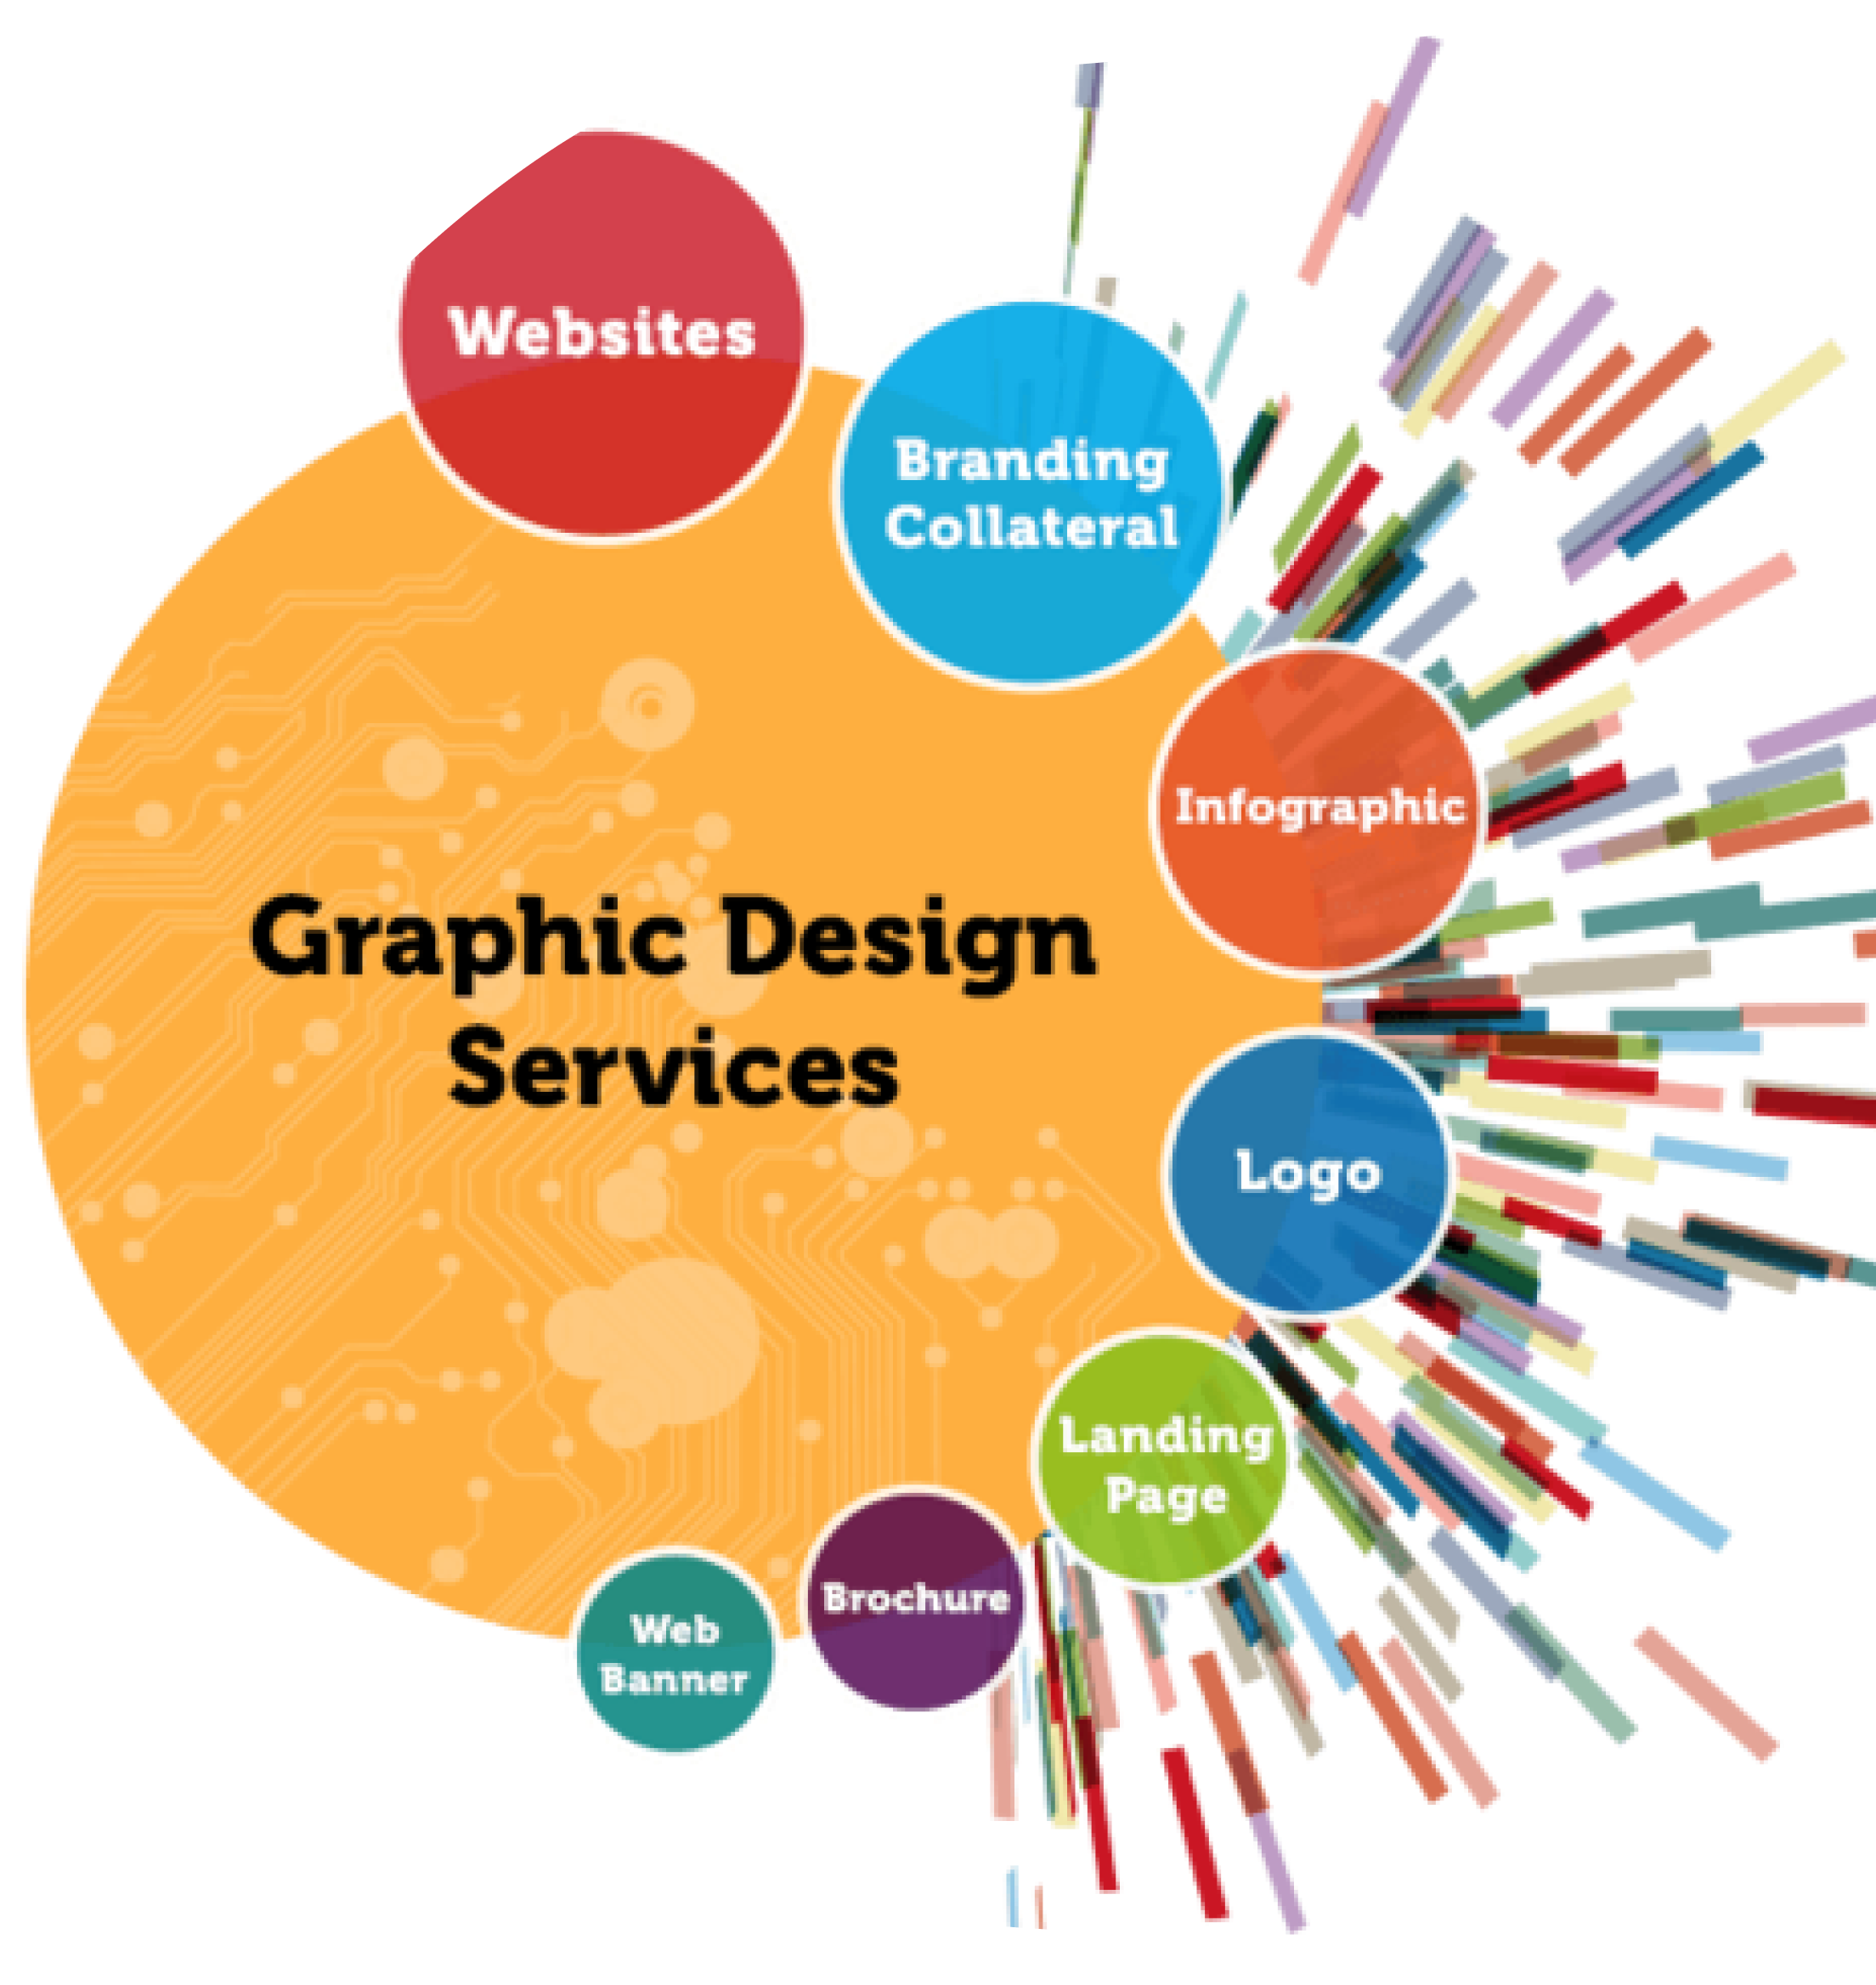 Websites
Branding
Collateral
Infographic
Graphic Design
Services
Logo
Landing
Page
Brochure
Web
Banner